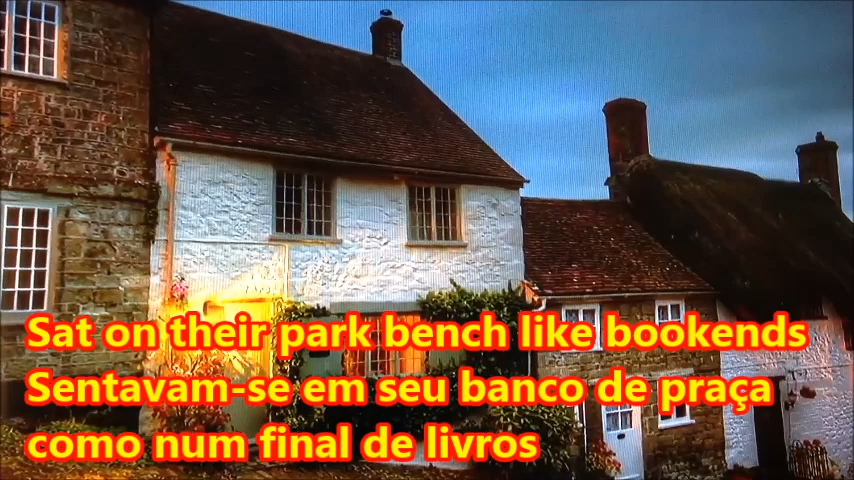 Sat on their park bench like bookends
Sentavam-se em seu banco de praça
como num final de livros